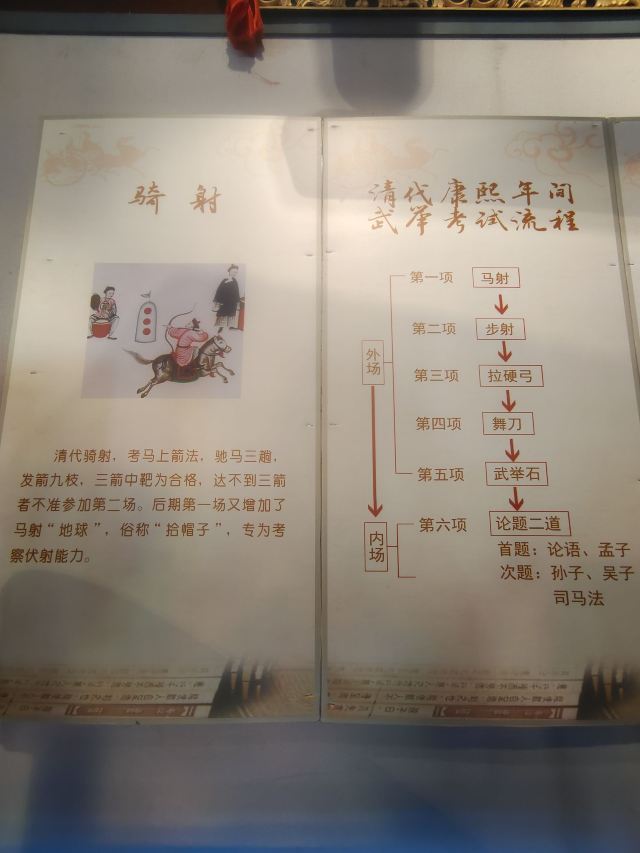 骑射
清代骑射，考马上箭法，驰马三趟，
发箭九枝，三箭中靶为合格，达不到三箭
者不准参加第二场。后期第一场又增加了
马射“地球”，俗称“拾帽子”，专为考
察伏射能力。
清代康熙年间
武举考试流程
外场
第一项 马射
第二项 步射
第三项 拉硬弓
第四项 舞刀
第五项 武举石
内场
第六项 论题二道
首题：论语、孟子
次题：孙子、吴子
司马法